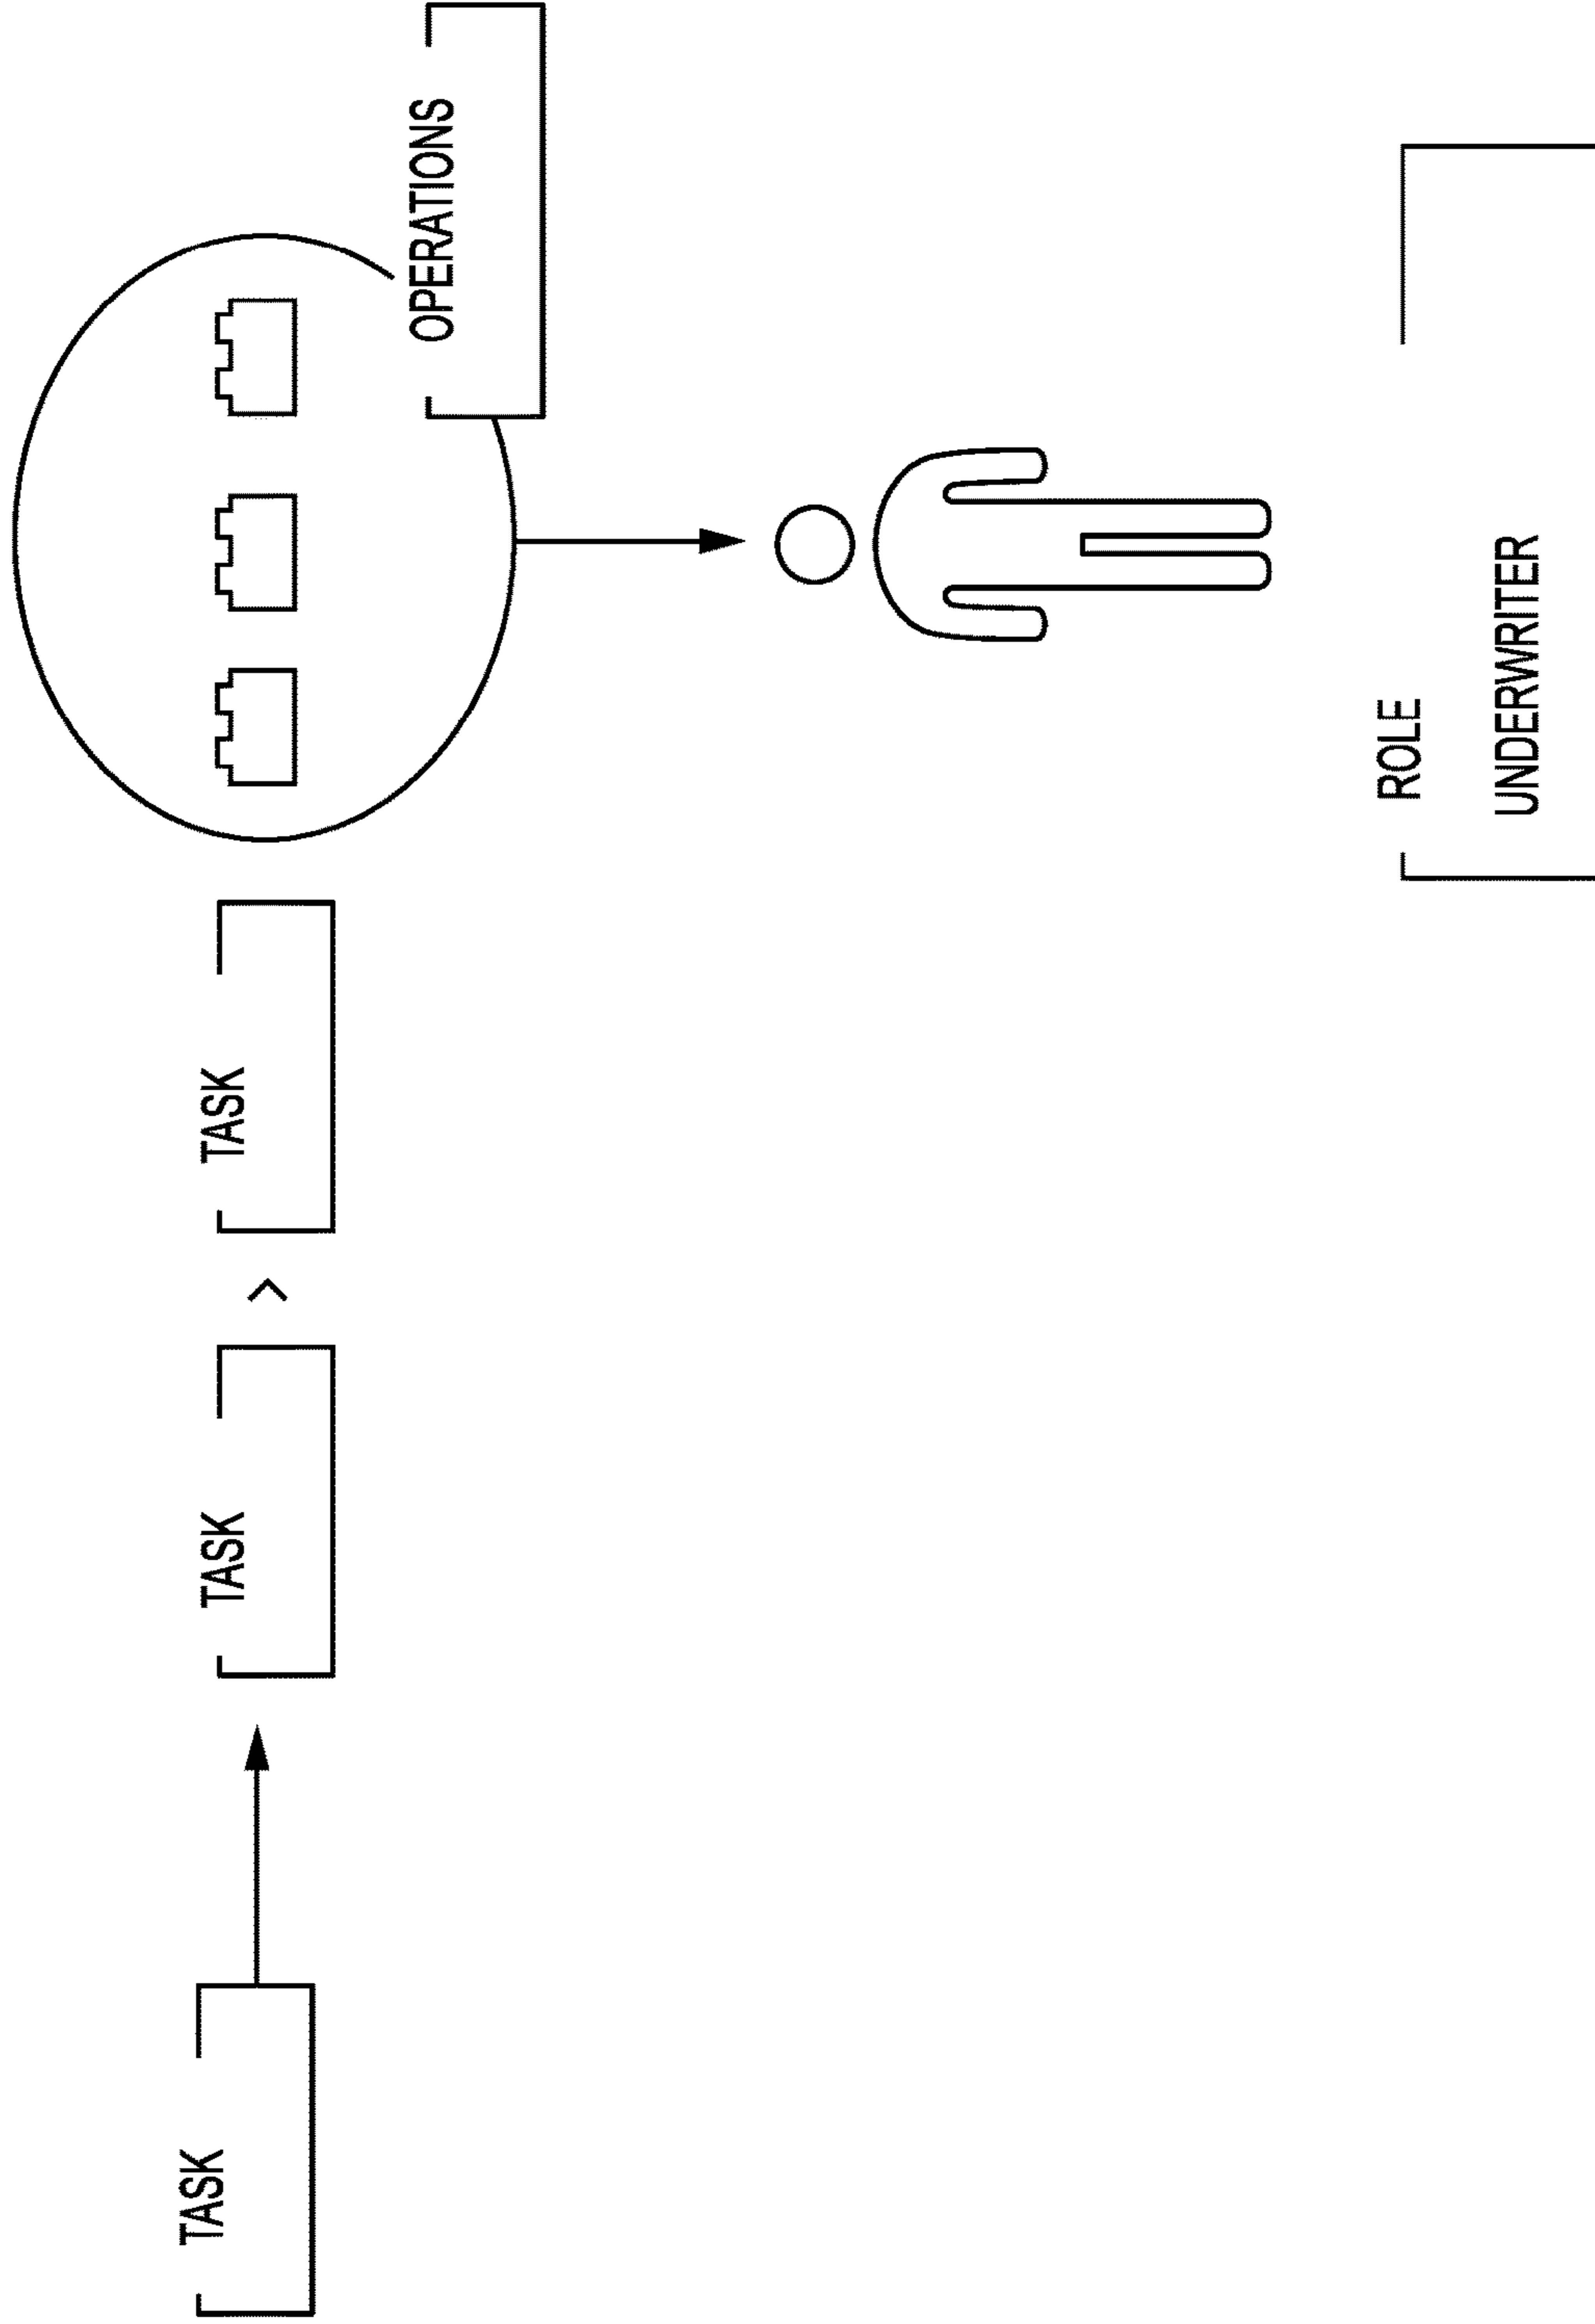 TASK
TASK
>
TASK
OPERATIONS
ROLE
UNDERWRITER